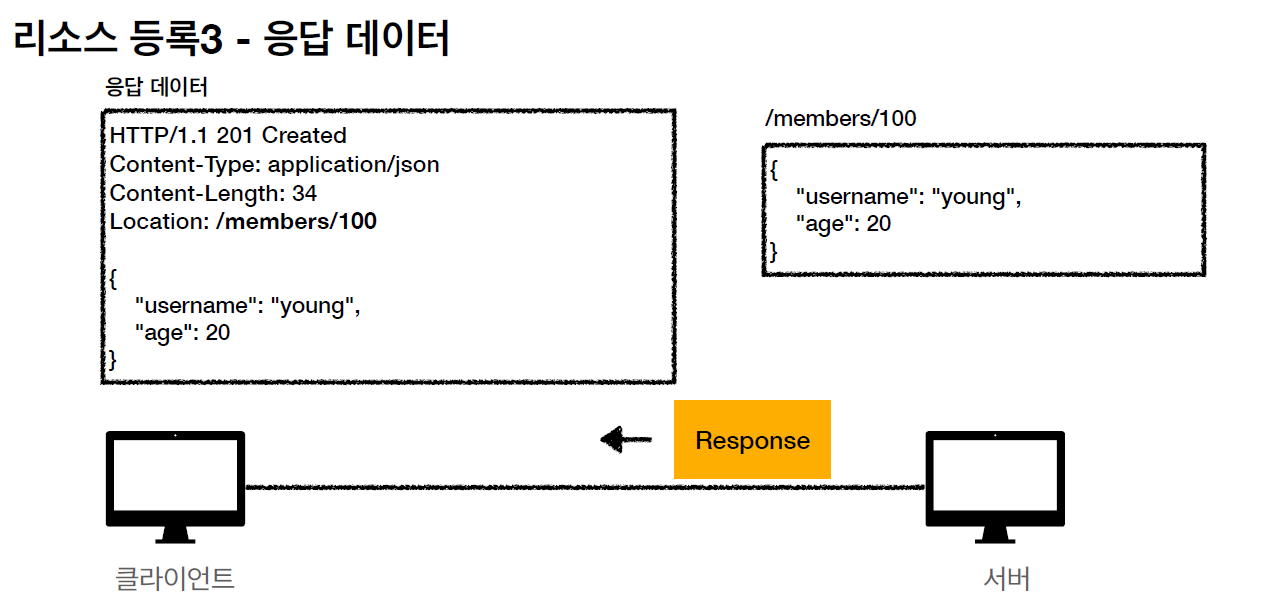 리소스 등록3 - 응답 데이터
응답 데이터
HTTP/1.1 201 Created
Content-Type: application/json
Content-Length: 34
Location: /members/100
{
"username": "young",
"age": 20
}
/members/100
{
"username": "young",
"age": 20
}
Response
클라이언트
서버